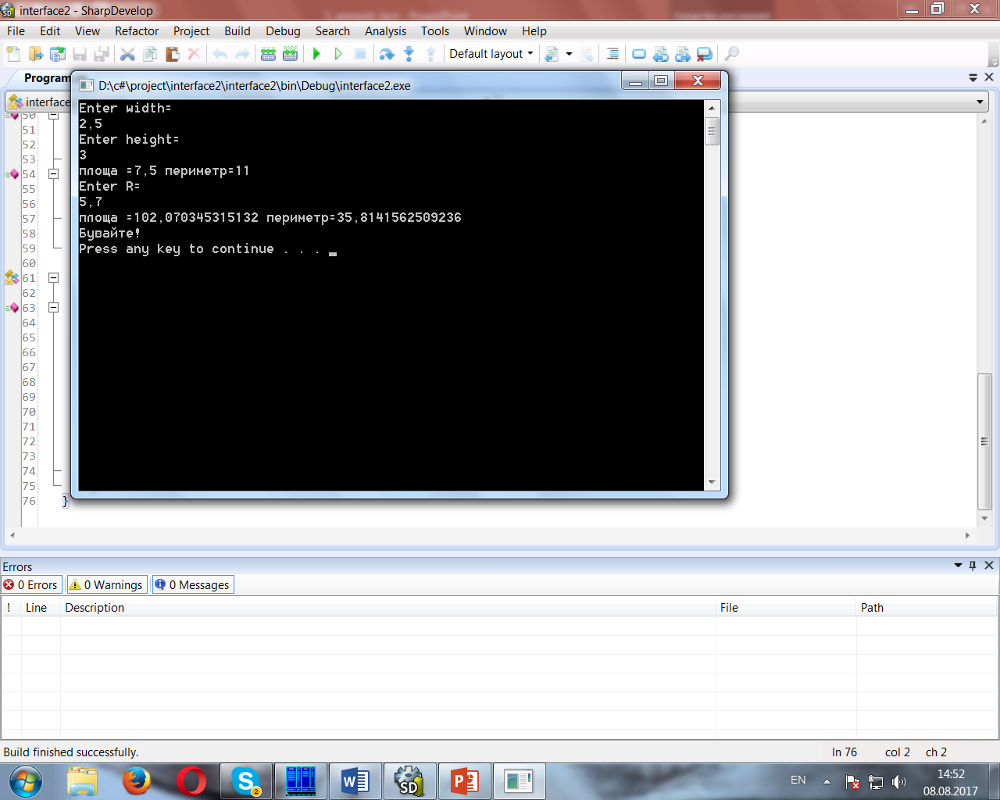 interface2 - SharpDevelop
File Edit View Refactor Project Build Debug Search Analysis Tools Window Help
Default layout
Program
interface
D:\c#\project\interface2\interface2\bin\Debug\interface2.exe
Enter width=
2,5
Enter height=
3
площа =7,5 периметр=11
Enter R=
5,7
площа =102,070345315132 периметр=35,8141562509236
Бувайте!
Press any key to continue . . .
50
51
52
53
54
55
56
57
58
59
60
61
62
63
64
65
66
67
68
69
70
71
72
73
74
75
76 }
Errors
0 Errors 0 Warnings 0 Messages
! Line Description File Path
Build finished successfully. ln 76 col 2 ch 2
S 2 W SD P EN 14:52
08.08.2017